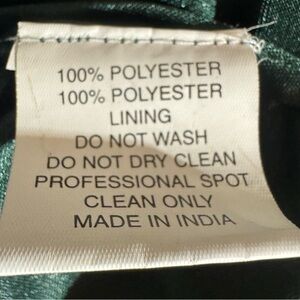 100% POLYESTER
100% POLYESTER
LINING
DO NOT WASH
DO NOT DRY CLEAN
PROFESSIONAL SPOT
CLEAN ONLY
MADE IN INDIA